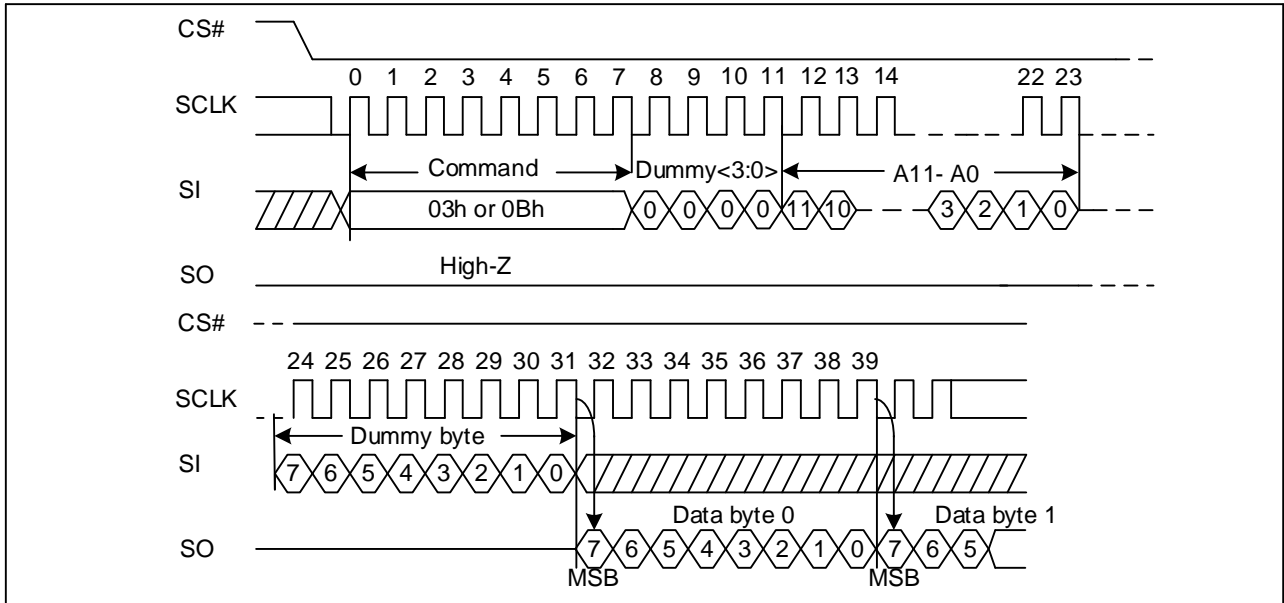 CS#
0 1 2 3 4 5 6 7 8 9 10 11 12 13 14 22 23
SCLK
Command Dummy<3:0> A11- A0
SI
03h or 0Bh 0 0 0 0 11 10 3 2 1 0
High-Z
SO
CS#
24 25 26 27 28 29 30 31 32 33 34 35 36 37 38 39
SCLK
Dummy byte
SI
7 6 5 4 3 2 1 0
Data byte 0 Data byte 1
SO
7 6 5 4 3 2 1 0 7 6 5
MSB MSB